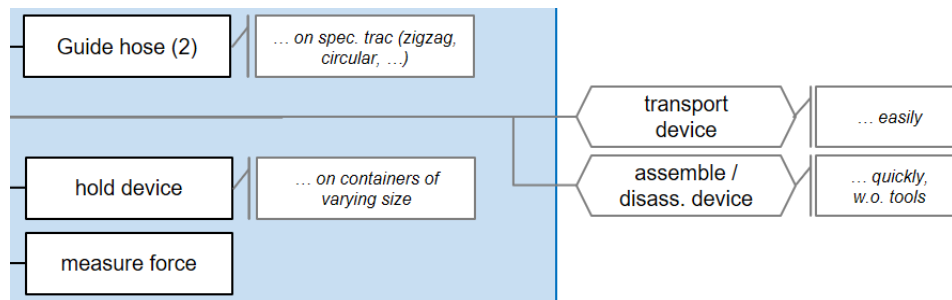 Guide hose (2)
... on spec. trac (zigzag,
circular, ...)
transport
device
... easily
hold device
... on containers of
varying size
assemble /
disass. device
... quickly,
w.o. tools
measure force